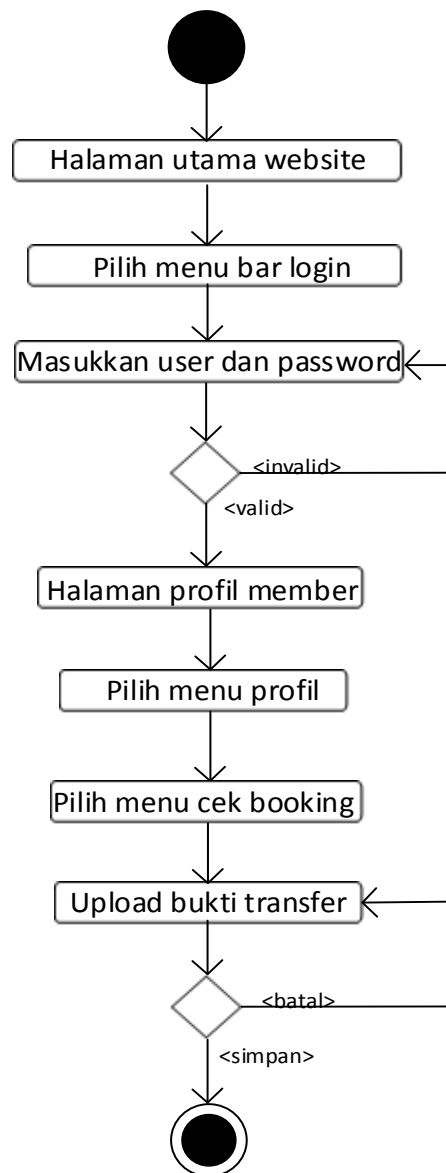 Halaman utama website
Pilih menu bar login
Masukkan user dan password
<invalid>
<valid>
Halaman profil member
Pilih menu profil
Pilih menu cek booking
Upload bukti transfer
<batal>
<simpan>